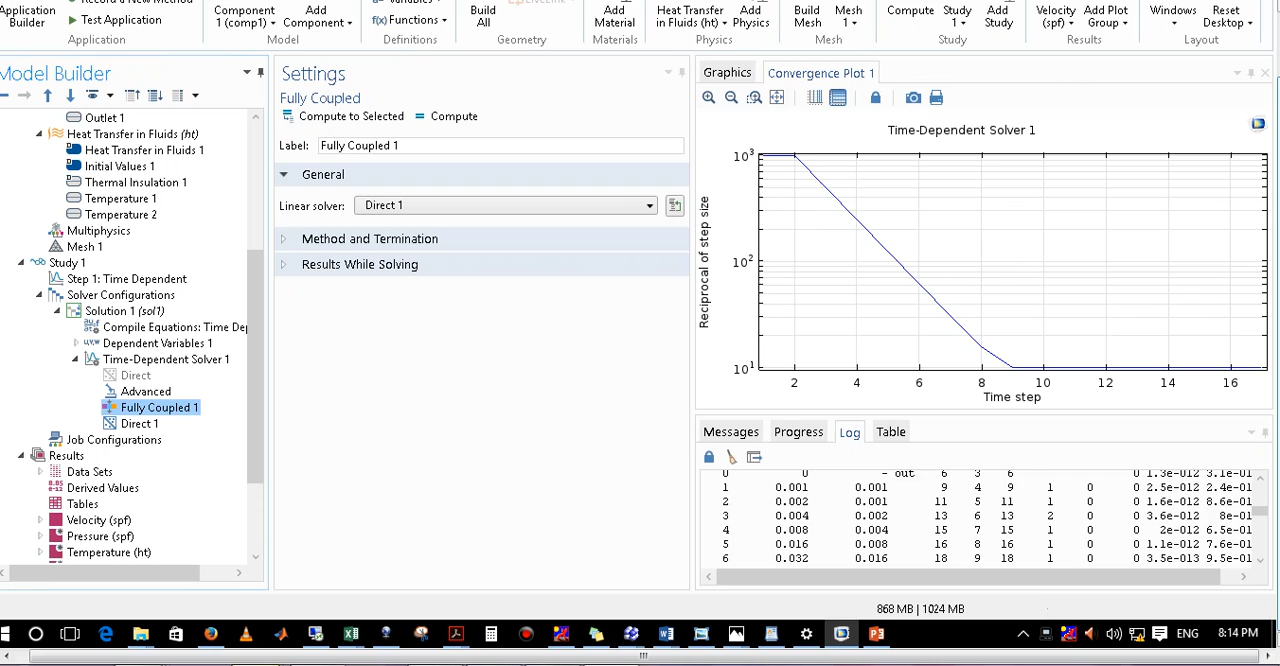 Application
Builder
Test Application
Application
Component
1 (comp1)
Add
Component
Model
Functions
Definitions
Build
All
Geometry
Add
Material
Materials
Heat Transfer
in Fluids (ht)
Add
Physics
Physics
Build
Mesh
Mesh
1
Mesh
Compute
Study
1
Add
Study
Study
Velocity
(spf)
Add Plot
Group
Results
Windows
Reset
Desktop
Layout
Model Builder
Outlet 1
Heat Transfer in Fluids (ht)
Heat Transfer in Fluids 1
Initial Values 1
Thermal Insulation 1
Temperature 1
Temperature 2
Multiphysics
Mesh 1
Study 1
Step 1: Time Dependent
Solver Configurations
Solution 1 (sol1)
Compile Equations: Time Dep
Dependent Variables 1
Time-Dependent Solver 1
Direct
Advanced
Fully Coupled 1
Direct 1
Job Configurations
Results
Data Sets
Derived Values
Tables
Velocity (spf)
Pressure (spf)
Temperature (ht)
Settings
Fully Coupled
Compute to Selected
Compute
Label: Fully Coupled 1
General
Linear solver: Direct 1
Method and Termination
Results While Solving
Graphics Convergence Plot 1
Time-Dependent Solver 1
Reciprocal of step size
10³
10²
10¹
2 4 6 8 10 12 14 16
Time step
Messages Progress Log Table
0 0 - out 6 3 6 0 1.3e-012 3.1e-01
1 0.001 0.001 9 4 9 1 0 0 2.5e-012 2.4e-01
2 0.002 0.001 11 5 11 1 0 0 1.6e-012 8.6e-01
3 0.004 0.002 13 6 13 2 0 0 3.6e-012 8e-01
4 0.008 0.004 15 7 15 1 0 0 2e-012 6.5e-01
5 0.016 0.008 16 8 16 1 0 0 1.1e-012 7.6e-01
6 0.032 0.016 18 9 18 1 0 0 3.5e-013 9.5e-01
868 MB | 1024 MB
ENG
8:14 PM